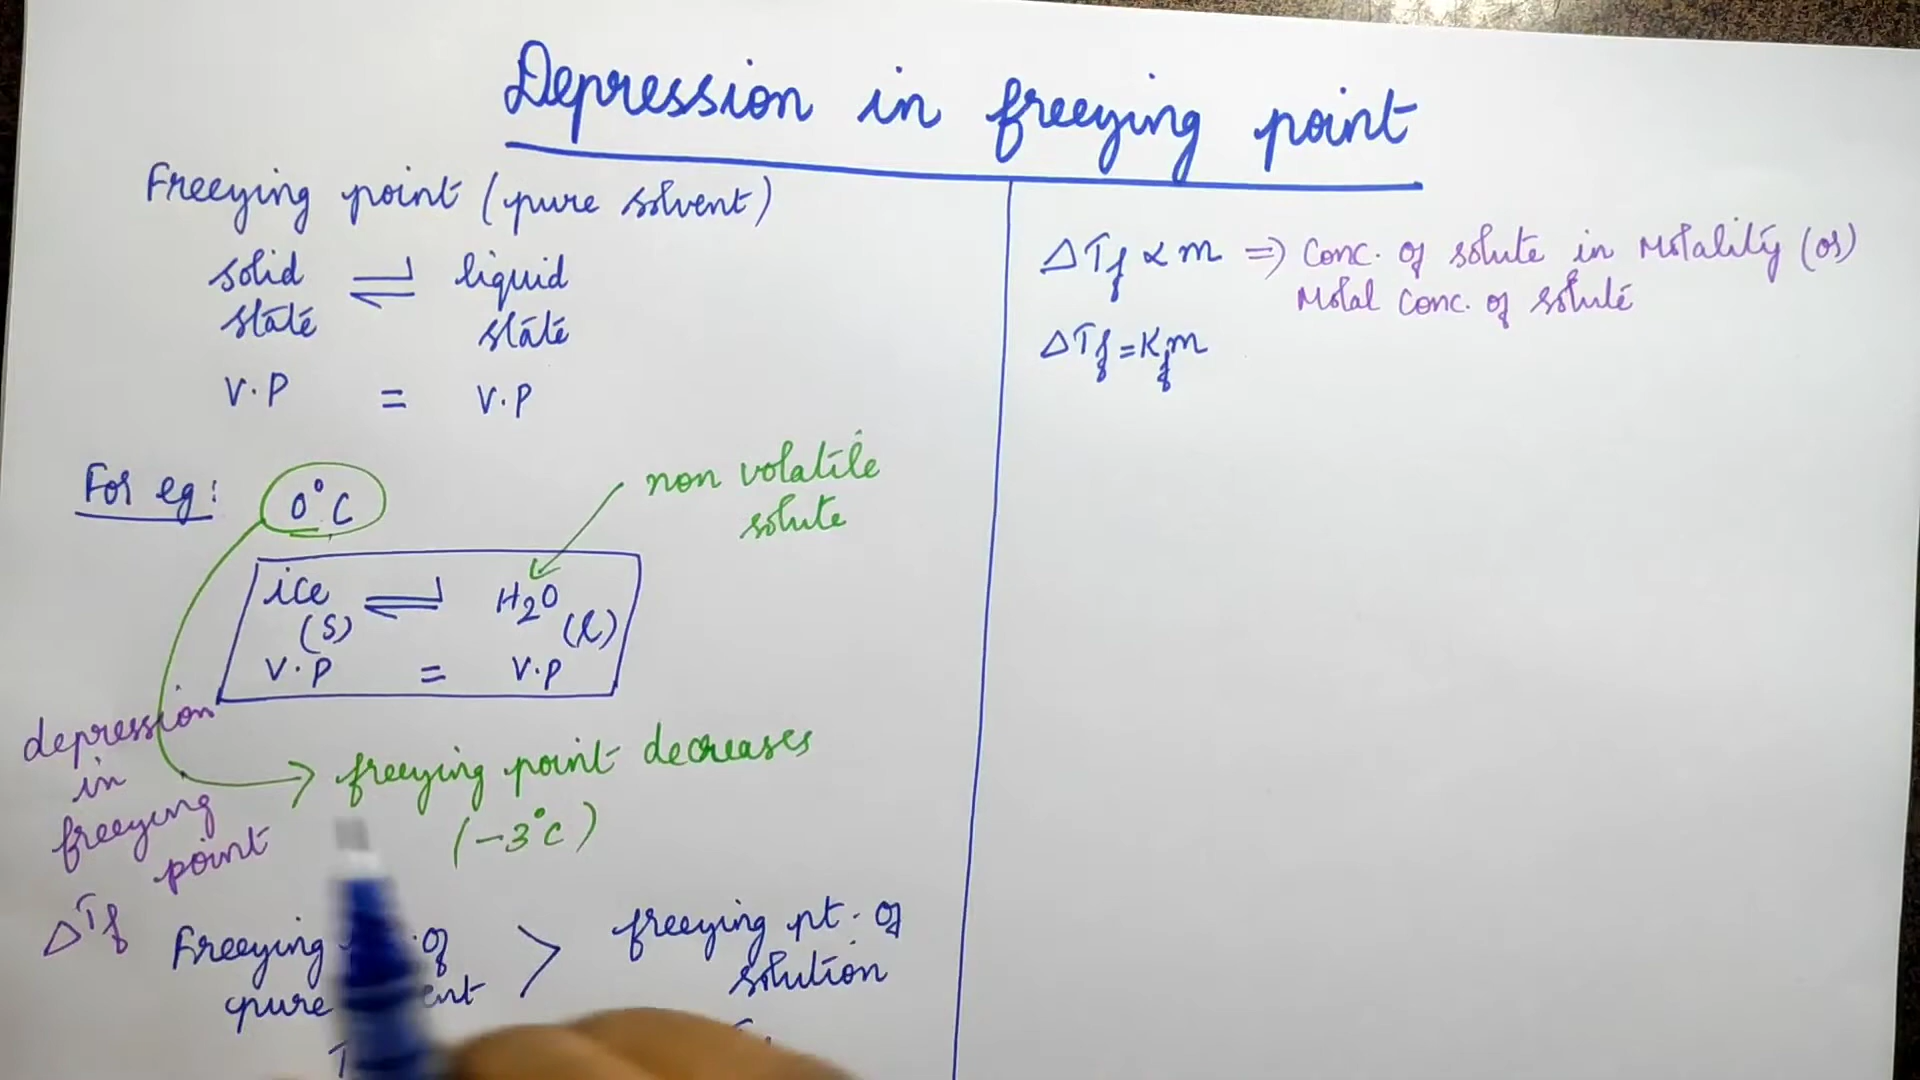 Depression in freezing point
Freezing point (pure solvent)
solid ⇌ liquid
state state
V.P = V.P
For eg: 0°C
non volatile
solute
ice ⇌ H2O
(S) (l)
V.P = V.P
depression
in
freezing
point
ΔTf
freezing point decreases
(-3°C)
Freezing of > freezing pt. of
pure solution
ΔTf ∝ m ⇒ Conc. of solute in Molality (or)
Molal conc. of solute
ΔTf = Kfm